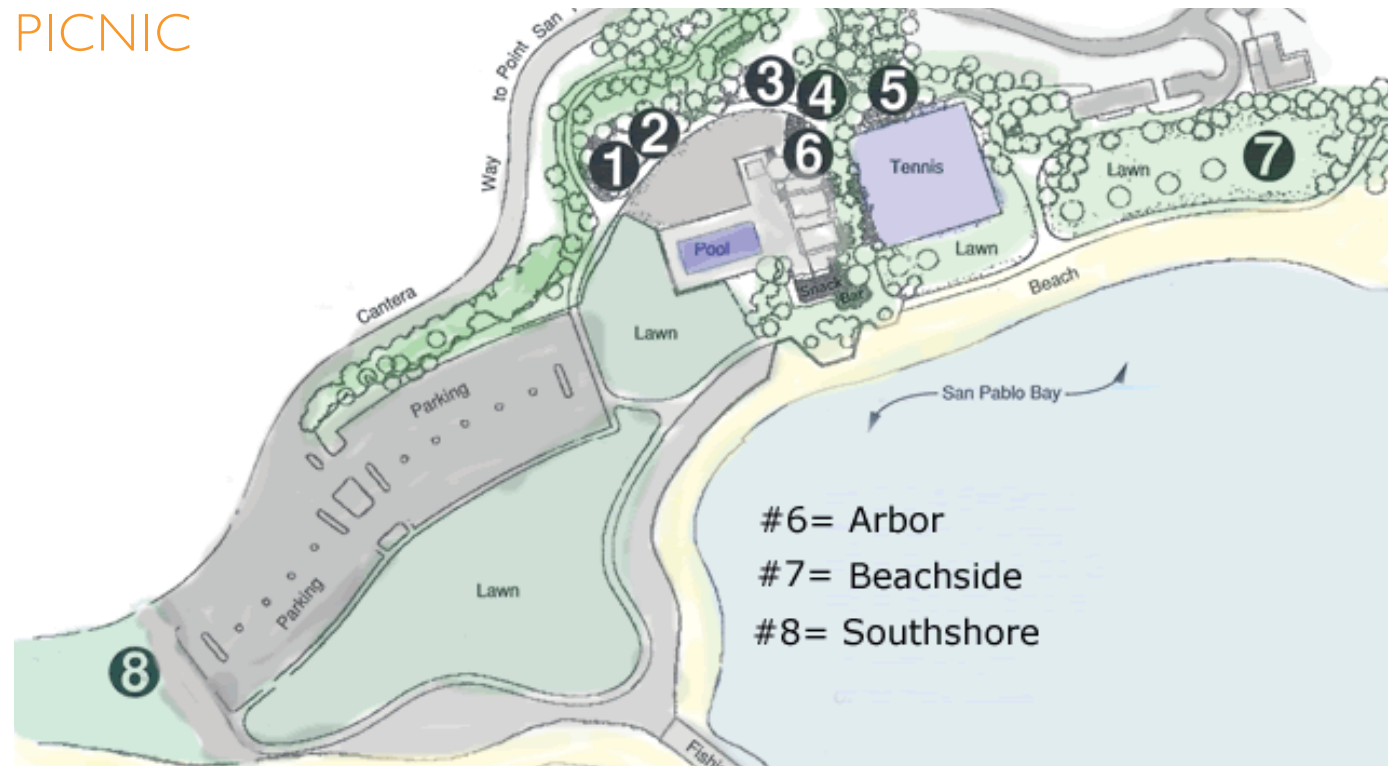 PICNIC
Way to Point San
3
4
5
2
1
6
7
Tennis
Lawn
Pool
Lawn
Snack
Bar
Beach
Cantera
Lawn
Parking
San Pablo Bay
#6= Arbor
#7= Beachside
#8= Southshore
Lawn
Parking
8